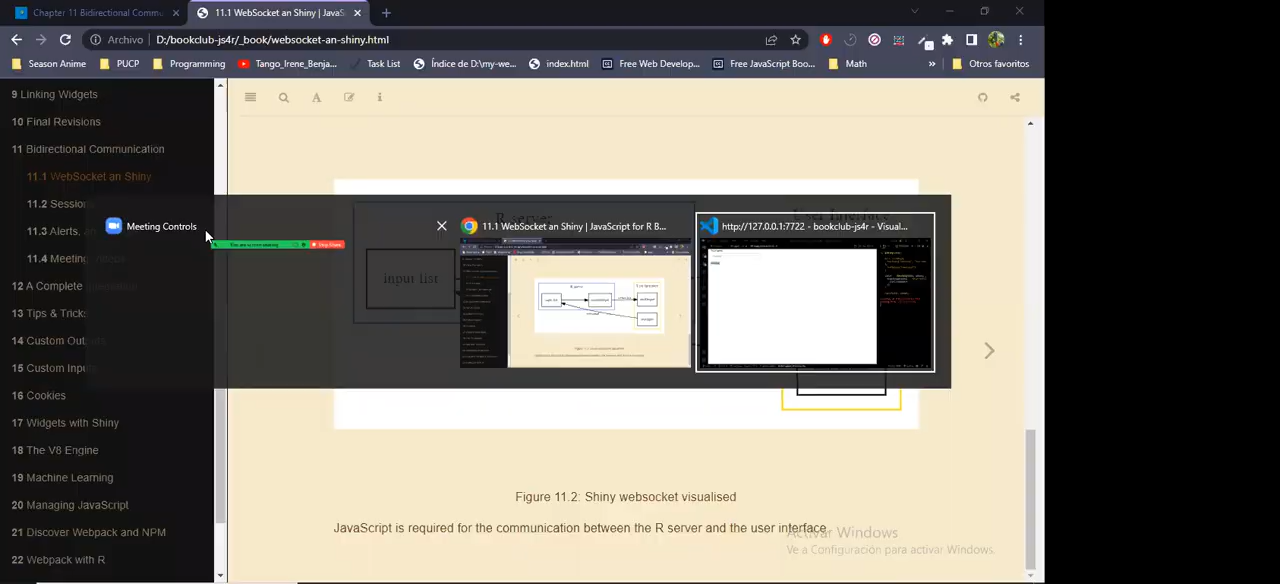 Chapter 11 Bidirectional Commu
11.1 WebSocket an Shiny | JavaSc
Archivo
D:/bookclub-js4r/_book/websocket-an-shiny.html
Season Anime
PUCP
Programming
Tango_Irene_Benja...
Task List
Índice de D:\my-we...
index.html
Free Web Develop...
Free JavaScript Boo...
Math
»
Otros favoritos
9 Linking Widgets
10 Final Revisions
11 Bidirectional Communication
11.1 WebSocket an Shiny
11.2 Session
11.3 Alerts, an
11.4 Meeting
12 A Complete
13 Tips & Tricks
14 Custom Outp
15 Custom Inpu
16 Cookies
17 Widgets with Shiny
18 The V8 Engine
19 Machine Learning
20 Managing JavaScript
21 Discover Webpack and NPM
22 Webpack with R
Meeting Controls
11.1 WebSocket an Shiny | JavaScript for R B...
http://127.0.0.1:7722 - bookclub-js4r - Visual...
R server
User Interface
input list
Figure 11.2: Shiny websocket visualised
JavaScript is required for the communication between the R server and the user interface
Activar Windows
Ve a Configuración para activar Windows.